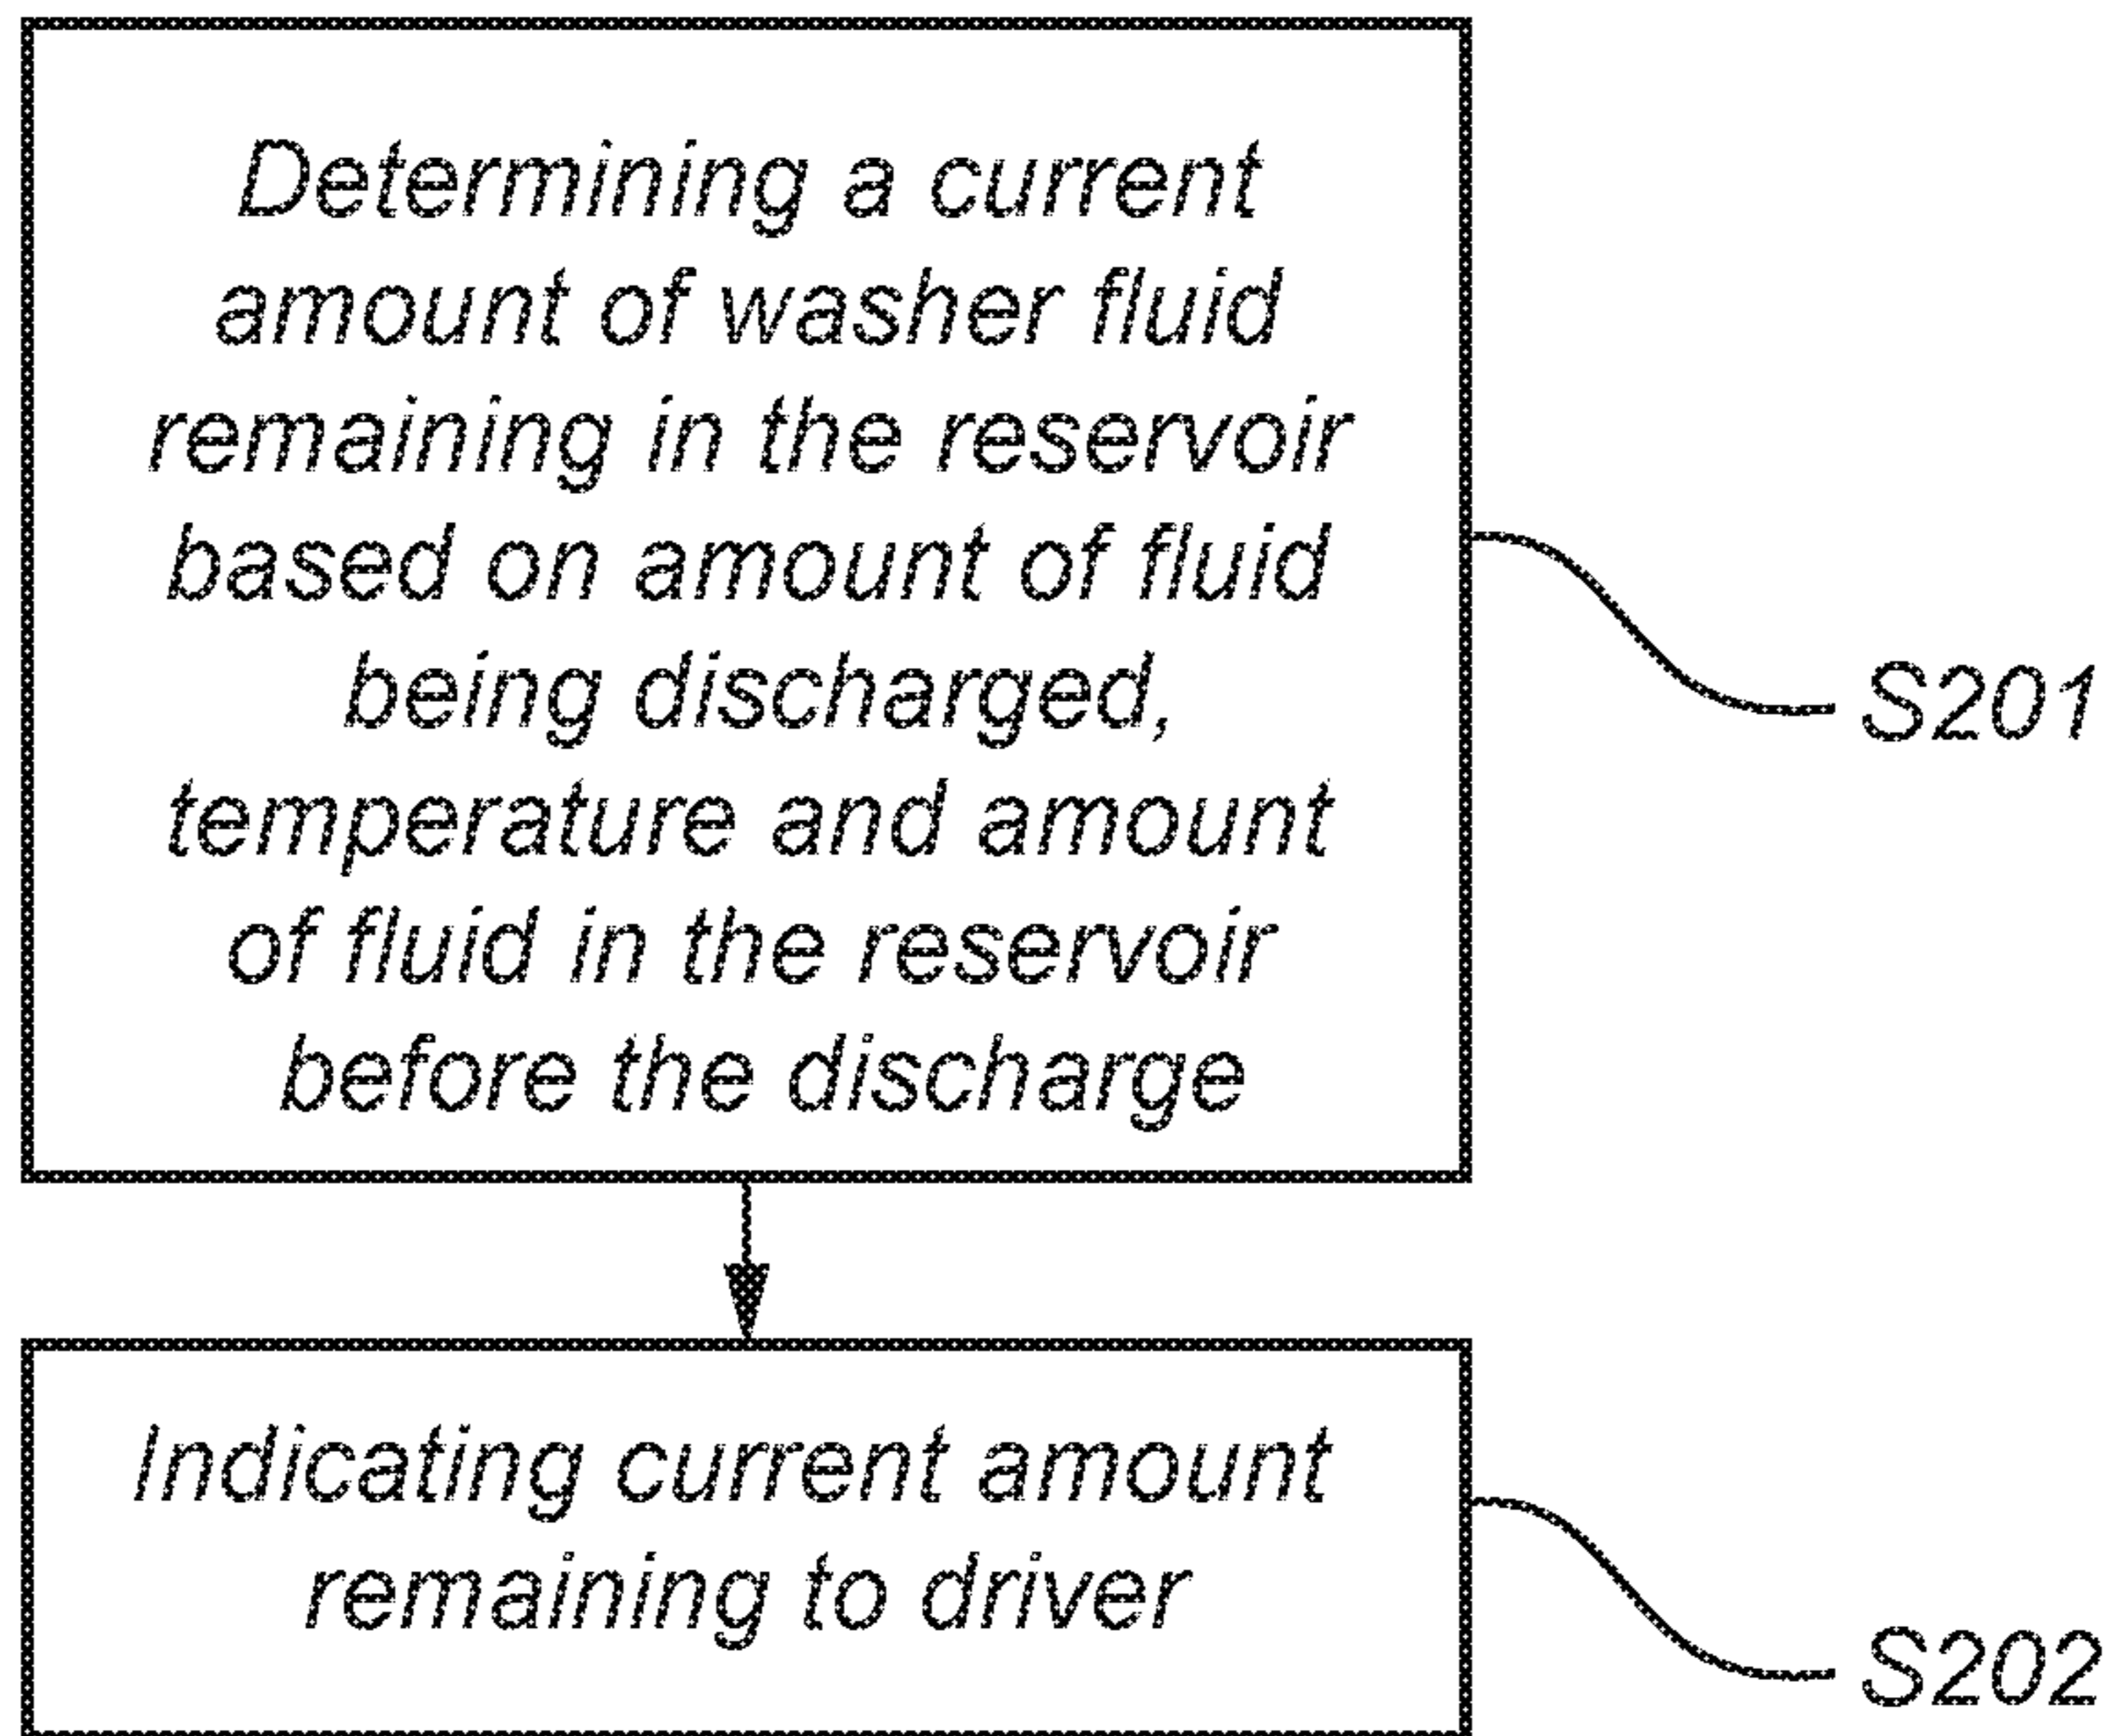 Determining a current
amount of washer fluid
remaining in the reservoir
based on amount of fluid
being discharged,
temperature and amount
of fluid in the reservoir
before the discharge
S201
Indicating current amount
remaining to driver
S202